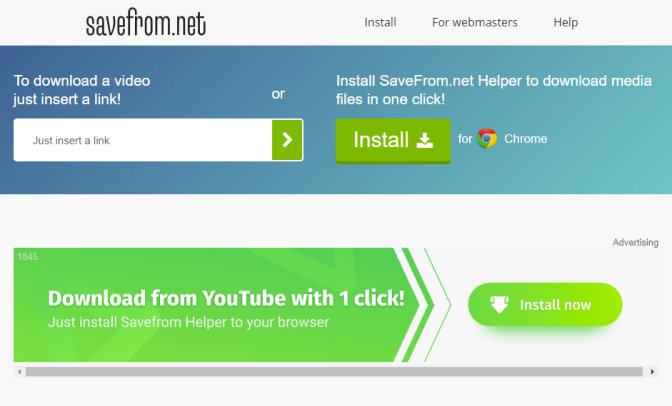 savefrom.net
Install
For webmasters
Help
To download a video
just insert a link!
or
Just insert a link
Install SaveFrom.net Helper to download media
files in one click!
Install
for
Chrome
Advertising
1845
Download from YouTube with 1 click!
Just install Savefrom Helper to your browser
Install now